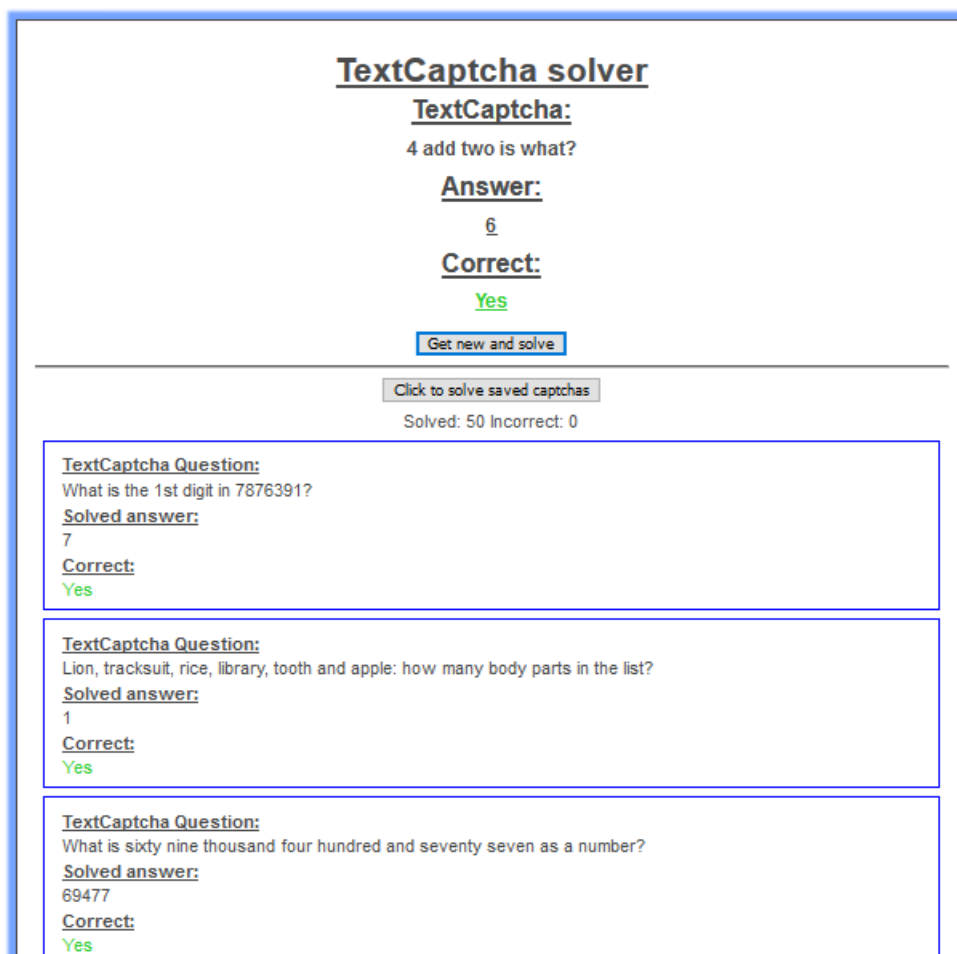 TextCaptcha solver
TextCaptcha:
4 add two is what?
Answer:
6
Correct:
Yes
Get new and solve
Click to solve saved captchas
Solved: 50 Incorrect: 0
TextCaptcha Question:
What is the 1st digit in 7876391?
Solved answer:
7
Correct:
Yes
TextCaptcha Question:
Lion, tracksuit, rice, library, tooth and apple: how many body parts in the list?
Solved answer:
1
Correct:
Yes
TextCaptcha Question:
What is sixty nine thousand four hundred and seventy seven as a number?
Solved answer:
69477
Correct:
Yes